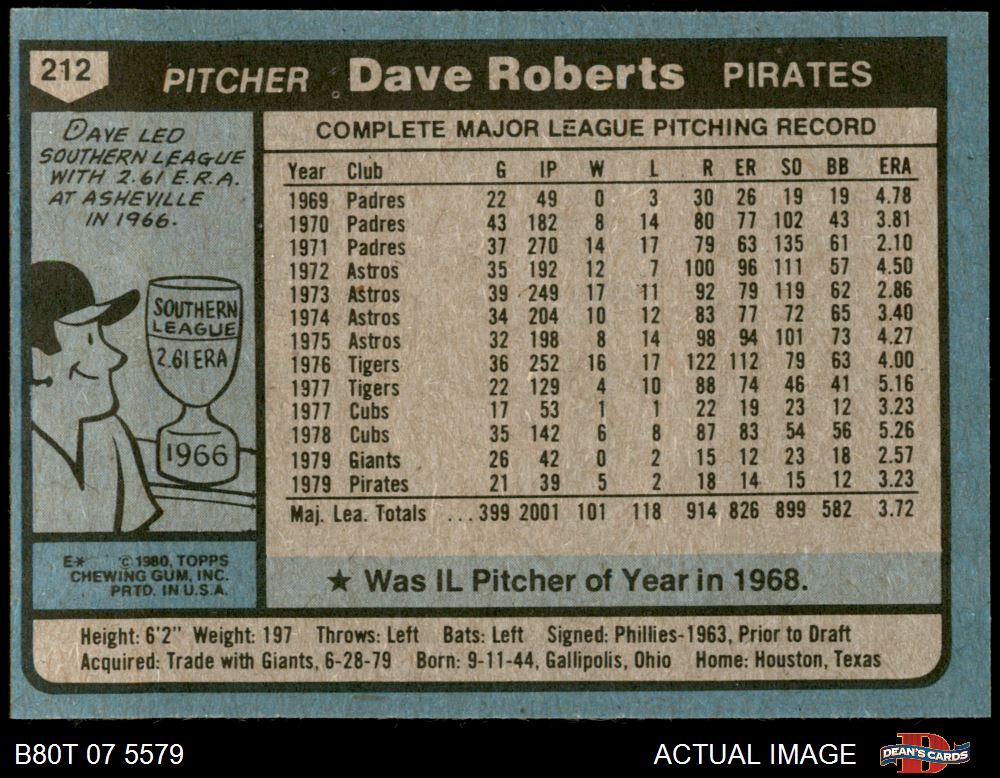 212 PITCHER Dave Roberts PIRATES
DAVE LED
SOUTHERN LEAGUE
WITH 2.61 E.R.A.
AT ASHEVILLE
IN 1966.
SOUTHERN
LEAGUE
2.61 ERA
1966
E* © 1980, TOPPS
CHEWING GUM, INC.
PRTD. IN U.S.A.
COMPLETE MAJOR LEAGUE PITCHING RECORD
Year Club G IP W L R ER SO BB ERA
1969 Padres 22 49 0 3 30 26 19 19 4.78
1970 Padres 43 182 8 14 80 77 102 43 3.81
1971 Padres 37 270 14 17 79 63 135 61 2.10
1972 Astros 35 192 12 7 100 96 111 57 4.50
1973 Astros 39 249 17 11 92 79 119 62 2.86
1974 Astros 34 204 10 12 83 77 72 65 3.40
1975 Astros 32 198 8 14 98 94 101 73 4.27
1976 Tigers 36 252 16 17 122 112 79 63 4.00
1977 Tigers 22 129 4 10 88 74 46 41 5.16
1977 Cubs 17 53 1 1 22 19 23 12 3.23
1978 Cubs 35 142 6 8 87 83 54 56 5.26
1979 Giants 26 42 0 2 15 12 23 18 2.57
1979 Pirates 21 39 5 2 18 14 15 12 3.23
Maj. Lea. Totals ... 399 2001 101 118 914 826 899 582 3.72
★ Was IL Pitcher of Year in 1968.
Height: 6'2" Weight: 197 Throws: Left Bats: Left Signed: Phillies-1963, Prior to Draft
Acquired: Trade with Giants, 6-28-79 Born: 9-11-44, Gallipolis, Ohio Home: Houston, Texas
B80T 07 5579 ACTUAL IMAGE DEAN'S CARDS